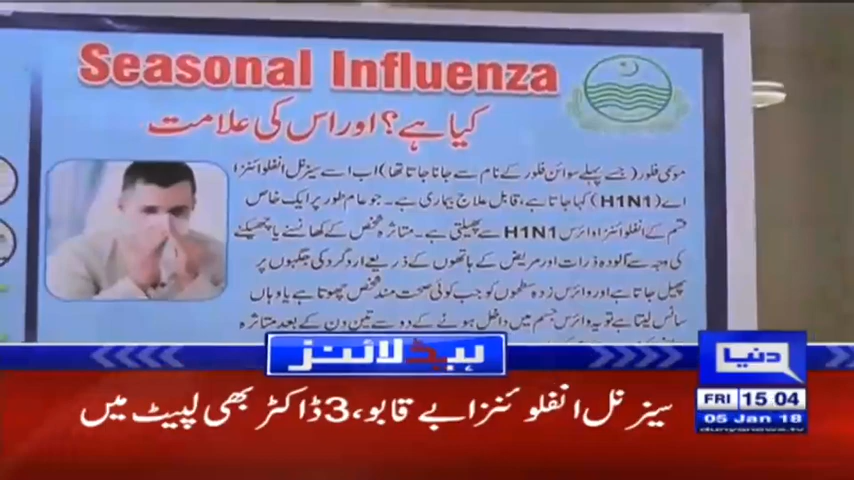 Seasonal Influenza
کیا ہے؟ اور اس کی علامت
موسمی فلور (جسے پہلے سوائن فلور کے نام سے جانا جاتا تھا) اب اسے سیزنل انفلوائنزا
اے (H1N1) کہا جاتا ہے، قابل علاج بیماری ہے۔ جو عام طور پر ایک خاص
قسم کے انفلوائنزا وائرس H1N1 سے پھیلتی ہے۔ متاثرہ شخص کے کھانسنے یا چھینکنے
کی وجہ سے آلودہ ذرات اور مریض کے ہاتھوں کے ذریعے ارد گرد کی جگہوں پر
پھیل جاتا ہے اور وائرس زدہ سطحوں کو جب کوئی صحت مند شخص چھوتا ہے یا وہاں
سانس لیتا ہے تو یہ وائرس جسم میں داخل ہونے کے دو سے تین دن کے بعد متاثرہ
ہیڈ لائنز
دنیا
سیزنل انفلوئنزا بے قابو، 3 ڈاکٹر بھی لپیٹ میں
FRI 15 04
05 Jan 18
dunyanews.tv